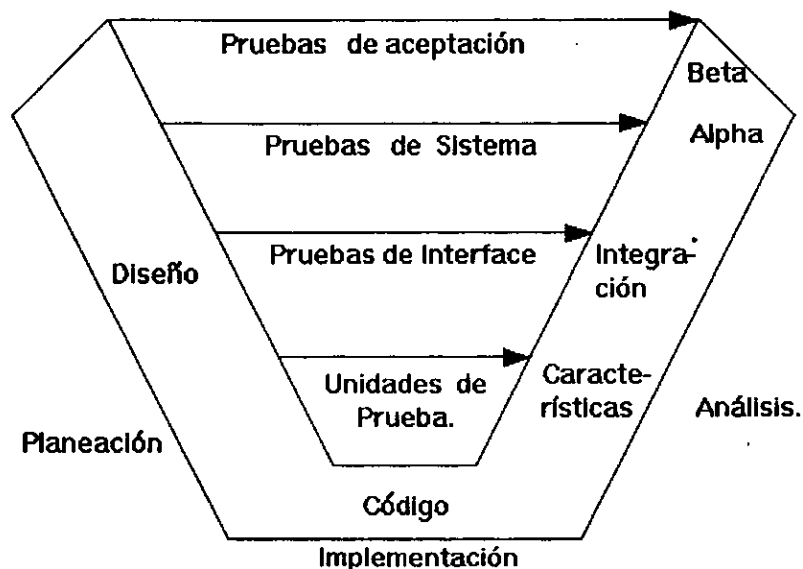 Pruebas de aceptación
Beta
Pruebas de Sistema
Alpha
Pruebas de Interface
Diseño
Integra-
ción
Unidades de
Prueba.
Caracte-
rísticas
Análisis.
Planeación
Código
Implementación